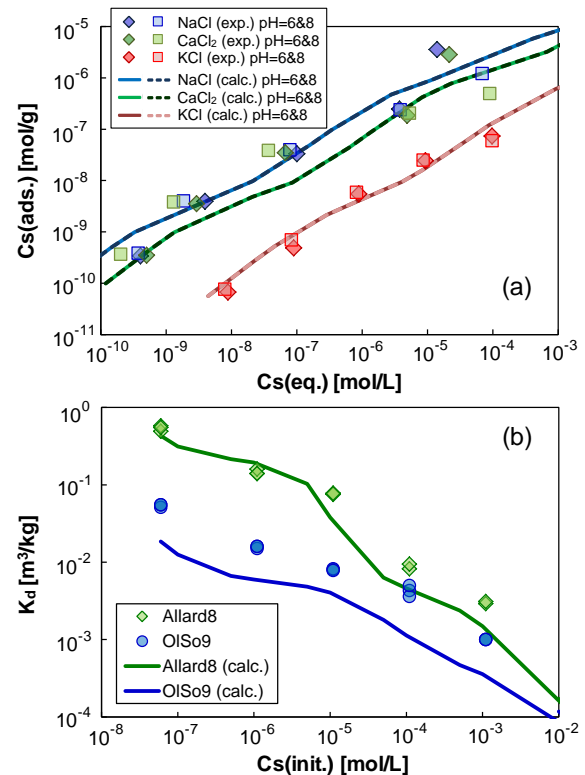 NaCl (exp.) pH=6&8
CaCl₂ (exp.) pH=6&8
KCl (exp.) pH=6&8
NaCl (calc.) pH=6&8
CaCl₂ (calc.) pH=6&8
KCl (calc.) pH=6&8
Cs(ads.) [mol/g]
10⁻⁴
10⁻⁵
10⁻⁶
10⁻⁷
10⁻⁸
10⁻⁹
10⁻¹⁰
10⁻¹¹
(a)
10⁻¹⁰ 10⁻⁹ 10⁻⁸ 10⁻⁷ 10⁻⁶ 10⁻⁵ 10⁻⁴ 10⁻³
Cs(eq.) [mol/L]
(b)
K_d [m³/kg]
10⁰
10⁻¹
10⁻²
10⁻³
10⁻⁴
Allard8
OlSo9
Allard8 (calc.)
OlSo9 (calc.)
10⁻⁸ 10⁻⁷ 10⁻⁶ 10⁻⁵ 10⁻⁴ 10⁻³ 10⁻²
Cs(init.) [mol/L]